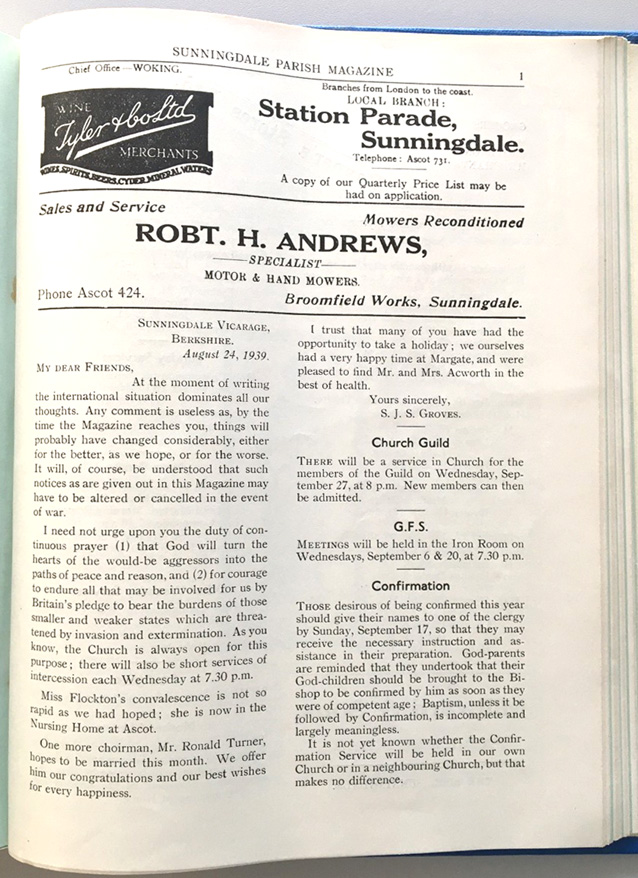 SUNNINGDALE PARISH MAGAZINE
1
Chief Office—WOKING.
WINE
Tyler & Co Ltd
MERCHANTS
WINES, SPIRITS, BEERS, CYDER, MINERAL WATERS
Branches from London to the coast.
LOCAL BRANCH:
Station Parade,
Sunningdale.
Telephone: Ascot 731.
A copy of our Quarterly Price List may be
had on application.
Sales and Service
Mowers Reconditioned
ROBT. H. ANDREWS,
SPECIALIST
MOTOR & HAND MOWERS.
Phone Ascot 424.
Broomfield Works, Sunningdale.
SUNNINGDALE VICARAGE,
BERKSHIRE.
August 24, 1939.
MY DEAR FRIENDS,
At the moment of writing
the international situation dominates all our
thoughts. Any comment is useless as, by
the time the Magazine reaches you, things will
probably have changed considerably, either
for the better, as we hope, or for the worse.
It will, of course, be understood that such
notices as are given out in this Magazine may
have to be altered or cancelled in the event
of war.
I need not urge upon you the duty of con-
tinuous prayer (1) that God will turn the
hearts of the would-be aggressors into the
paths of peace and reason, and (2) for courage
to endure all that may be involved for us by
Britain's pledge to bear the burdens of those
smaller and weaker states which are threa-
tened by invasion and extermination. As you
know, the Church is always open for this
purpose; there will also be short services of
intercession each Wednesday at 7.30 p.m.
Miss Flockton's convalescence is not so
rapid as we had hoped; she is now in the
Nursing Home at Ascot.
One more choirman, Mr. Ronald Turner,
hopes to be married this month. We offer
him our congratulations and our best wishes
for every happiness.
I trust that many of you have had the
opportunity to take a holiday; we ourselves
had a very happy time at Margate, and were
pleased to find Mr. and Mrs. Acworth in the
best of health.
Yours sincerely,
S. J. S. GROVES.
Church Guild
THERE will be a service in Church for the
members of the Guild on Wednesday, Sep-
tember 27, at 8 p.m. New members can then
be admitted.
G.F.S.
MEETINGS will be held in the Iron Room on
Wednesdays, September 6 & 20, at 7.30 p.m.
Confirmation
THOSE desirous of being confirmed this year
should give their names to one of the clergy
by Sunday, September 17, so that they may
receive the necessary instruction and as-
sistance in their preparation. God-parents
are reminded that they undertook that their
God-children should be brought to the Bi-
shop to be confirmed by him as soon as they
were of competent age; Baptism, unless it be
followed by Confirmation, is incomplete and
largely meaningless.
It is not yet known whether the Confir-
mation Service will be held in our own
Church or in a neighbouring Church, but that
makes no difference.